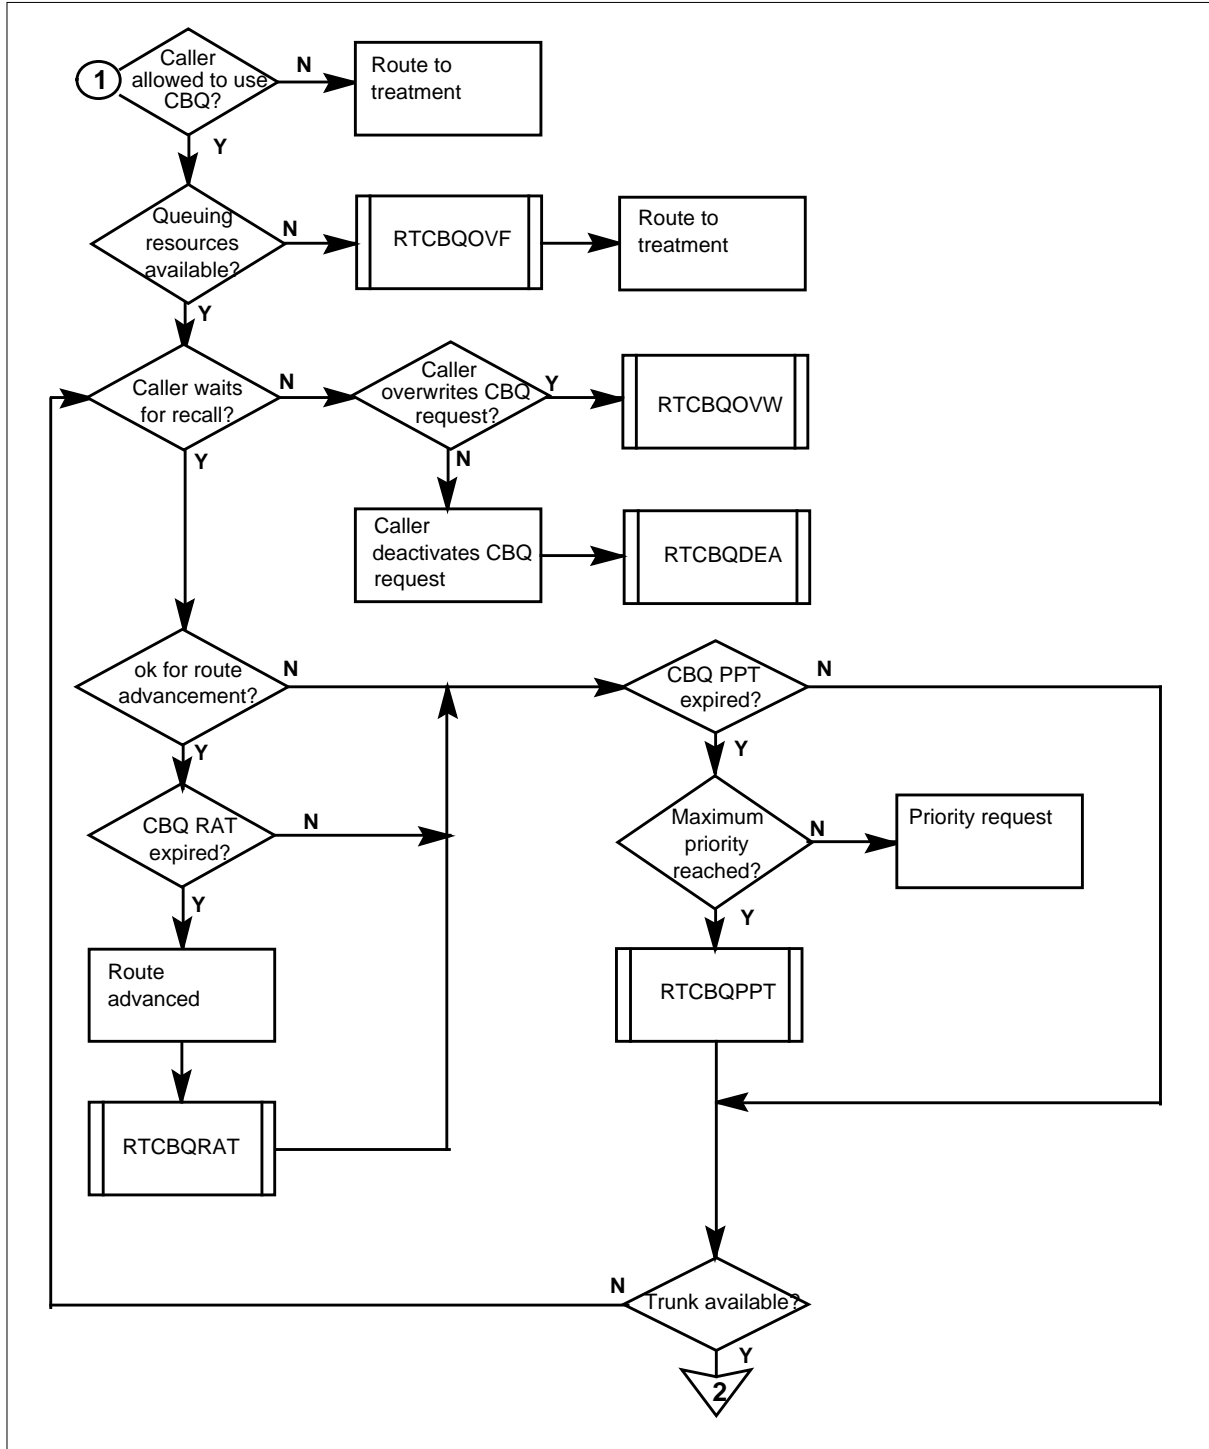 1
Caller
allowed to use
CBQ?
N
Route to
treatment
Y
Queuing
resources
available?
N
RTCBQOVF
Route to
treatment
Y
Caller waits
for recall?
N
Caller
overwrites CBQ
request?
Y
RTCBQOVW
Y
N
Caller
deactivates CBQ
request
RTCBQDEA
ok for route
advancement?
N
CBQ PPT
expired?
N
Y
Y
CBQ RAT
expired?
N
Maximum
priority
reached?
N
Priority request
Y
Y
Route
advanced
RTCBQPPT
RTCBQRAT
N
Trunk available?
Y
2